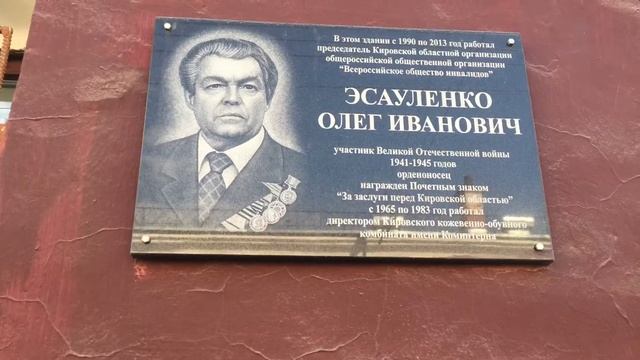 В этом здании с 1990 по 2013 год работал
председатель Кировской областной организации
общероссийской общественной организации
“Всероссийское общество инвалидов”
ЭСАУЛЕНКО
ОЛЕГ ИВАНОВИЧ
участник Великой Отечественной войны
1941-1945 годов
орденоносец
награжден Почетным знаком
“За заслуги перед Кировской областью”
с 1965 по 1983 год работал
директором Кировского кожевенно-обувного
комбината имени Коминтерна